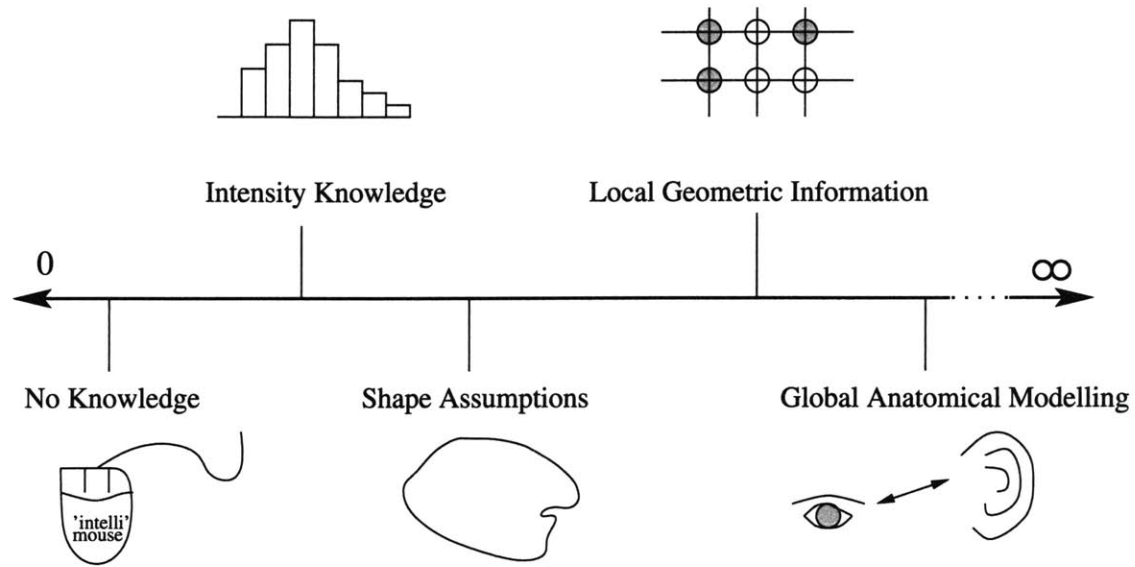 Intensity Knowledge
Local Geometric Information
0
∞
No Knowledge
Shape Assumptions
Global Anatomical Modelling
'intelli'
mouse